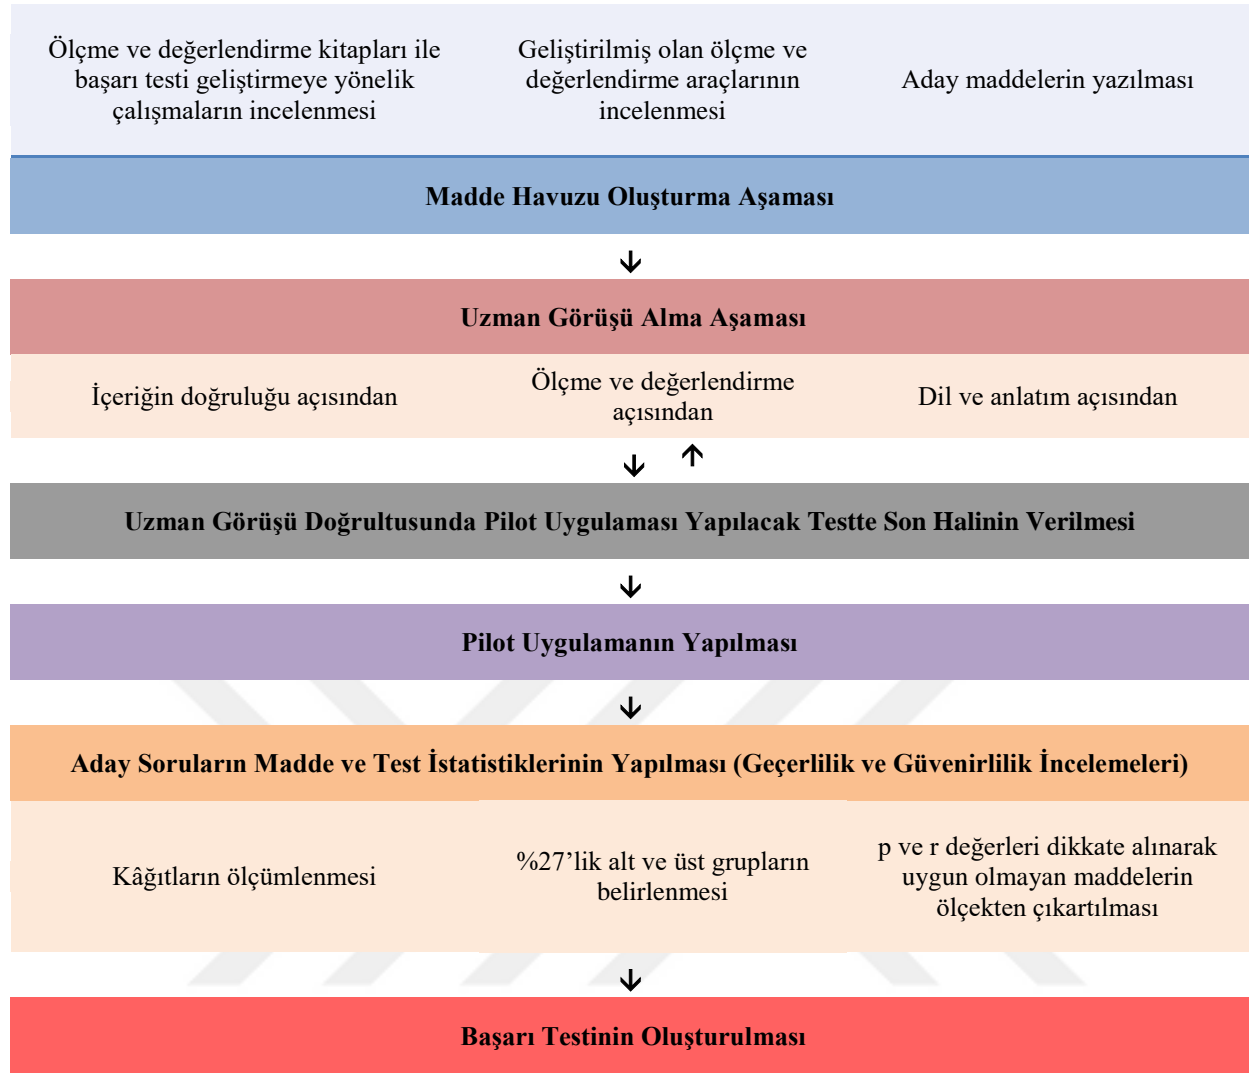 Ölçme ve değerlendirme kitapları ile
başarı testi geliştirmeye yönelik
çalışmaların incelenmesi
Geliştirilmiş olan ölçme ve
değerlendirme araçlarının
incelenmesi
Aday maddelerin yazılması
Madde Havuzu Oluşturma Aşaması
Uzman Görüşü Alma Aşaması
İçeriğin doğruluğu açısından
Ölçme ve değerlendirme
açısından
Dil ve anlatım açısından
Uzman Görüşü Doğrultusunda Pilot Uygulaması Yapılacak Testte Son Halinin Verilmesi
Pilot Uygulamanın Yapılması
Aday Soruların Madde ve Test İstatistiklerinin Yapılması (Geçerlilik ve Güvenirlilik İncelemeleri)
Kâğıtların ölçümlenmesi
%27’lik alt ve üst grupların
belirlenmesi
p ve r değerleri dikkate alınarak
uygun olmayan maddelerin
ölçekten çıkartılması
Başarı Testinin Oluşturulması